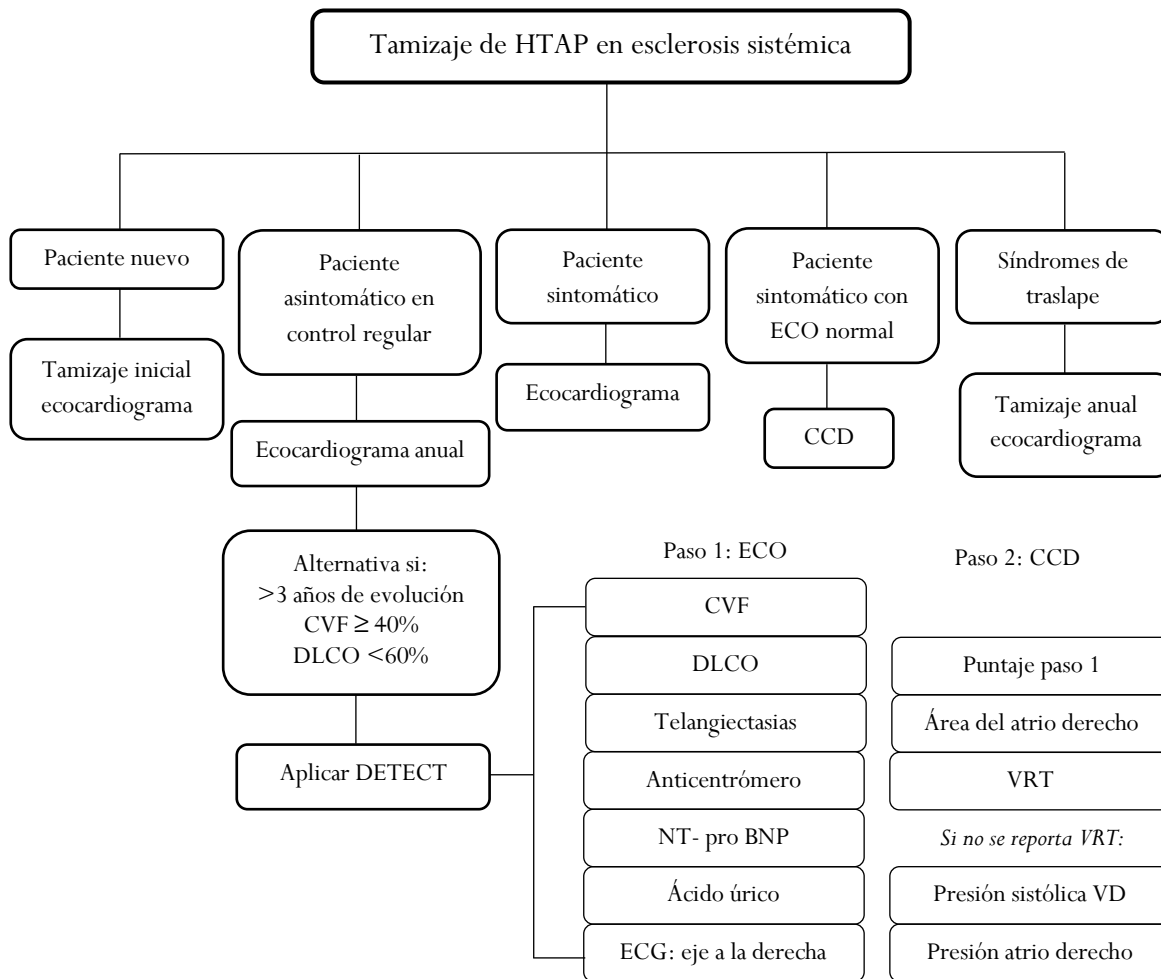 Tamizaje de HTAP en esclerosis sistémica
Paciente nuevo
Tamizaje inicial
ecocardiograma
Paciente
asintomático en
control regular
Ecocardiograma anual
Alternativa si:
>3 años de evolución
CVF ≥ 40%
DLCO <60%
Aplicar DETECT
Paciente
sintomático
Ecocardiograma
Paciente
sintomático con
ECO normal
CCD
Síndromes de
traslape
Tamizaje anual
ecocardiograma
Paso 1: ECO
CVF
DLCO
Telangiectasias
Anticentrómero
NT- pro BNP
Ácido úrico
ECG: eje a la derecha
Paso 2: CCD
Puntaje paso 1
Área del atrio derecho
VRT
Si no se reporta VRT:
Presión sistólica VD
Presión atrio derecho